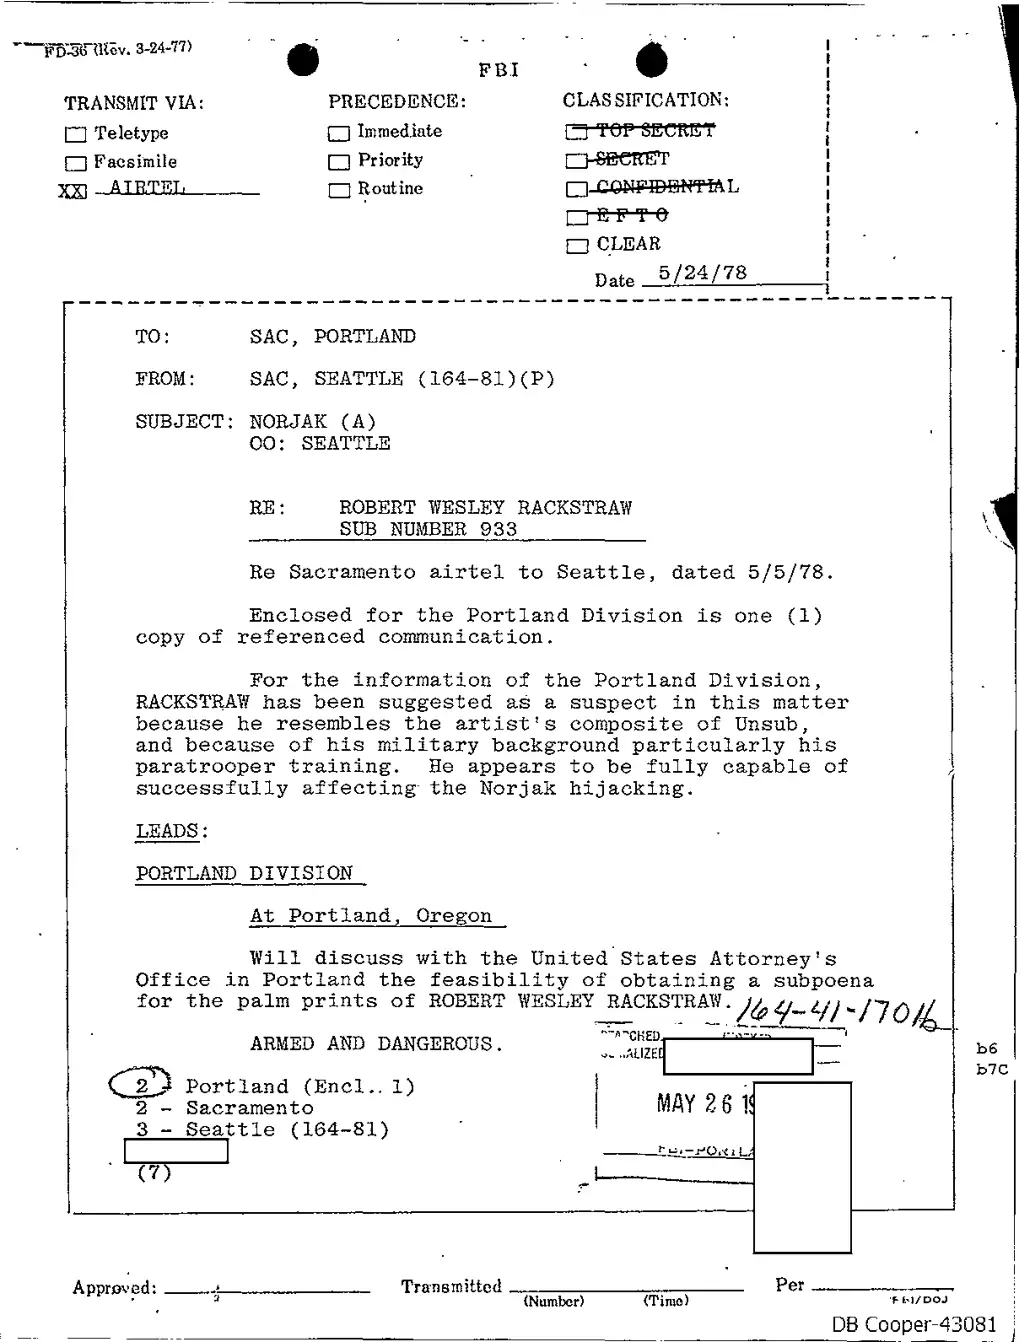 FD-36 (Rev. 3-24-77)
FBI
TRANSMIT VIA:
Teletype
Facsimile
XX AIRTEL
PRECEDENCE:
Immediate
Priority
Routine
CLASSIFICATION:
TOP SECRET
SECRET
CONFIDENTIAL
E F T O
CLEAR
Date 5/24/78
TO: SAC, PORTLAND
FROM: SAC, SEATTLE (164-81)(P)
SUBJECT: NORJAK (A)
OO: SEATTLE
RE: ROBERT WESLEY RACKSTRAW
SUB NUMBER 933
Re Sacramento airtel to Seattle, dated 5/5/78.
Enclosed for the Portland Division is one (1)
copy of referenced communication.
For the information of the Portland Division,
RACKSTRAW has been suggested as a suspect in this matter
because he resembles the artist's composite of Unsub,
and because of his military background particularly his
paratrooper training. He appears to be fully capable of
successfully affecting the Norjak hijacking.
LEADS:
PORTLAND DIVISION
At Portland, Oregon
Will discuss with the United States Attorney's
Office in Portland the feasibility of obtaining a subpoena
for the palm prints of ROBERT WESLEY RACKSTRAW.
164-41-1701b
ARMED AND DANGEROUS.
b6
b7C
2 - Portland (Encl.. 1)
2 - Sacramento
3 - Seattle (164-81)
(7)
MAY 26
Approved:
Transmitted
(Number) (Time)
Per
FBI/DOJ
DB Cooper-43081